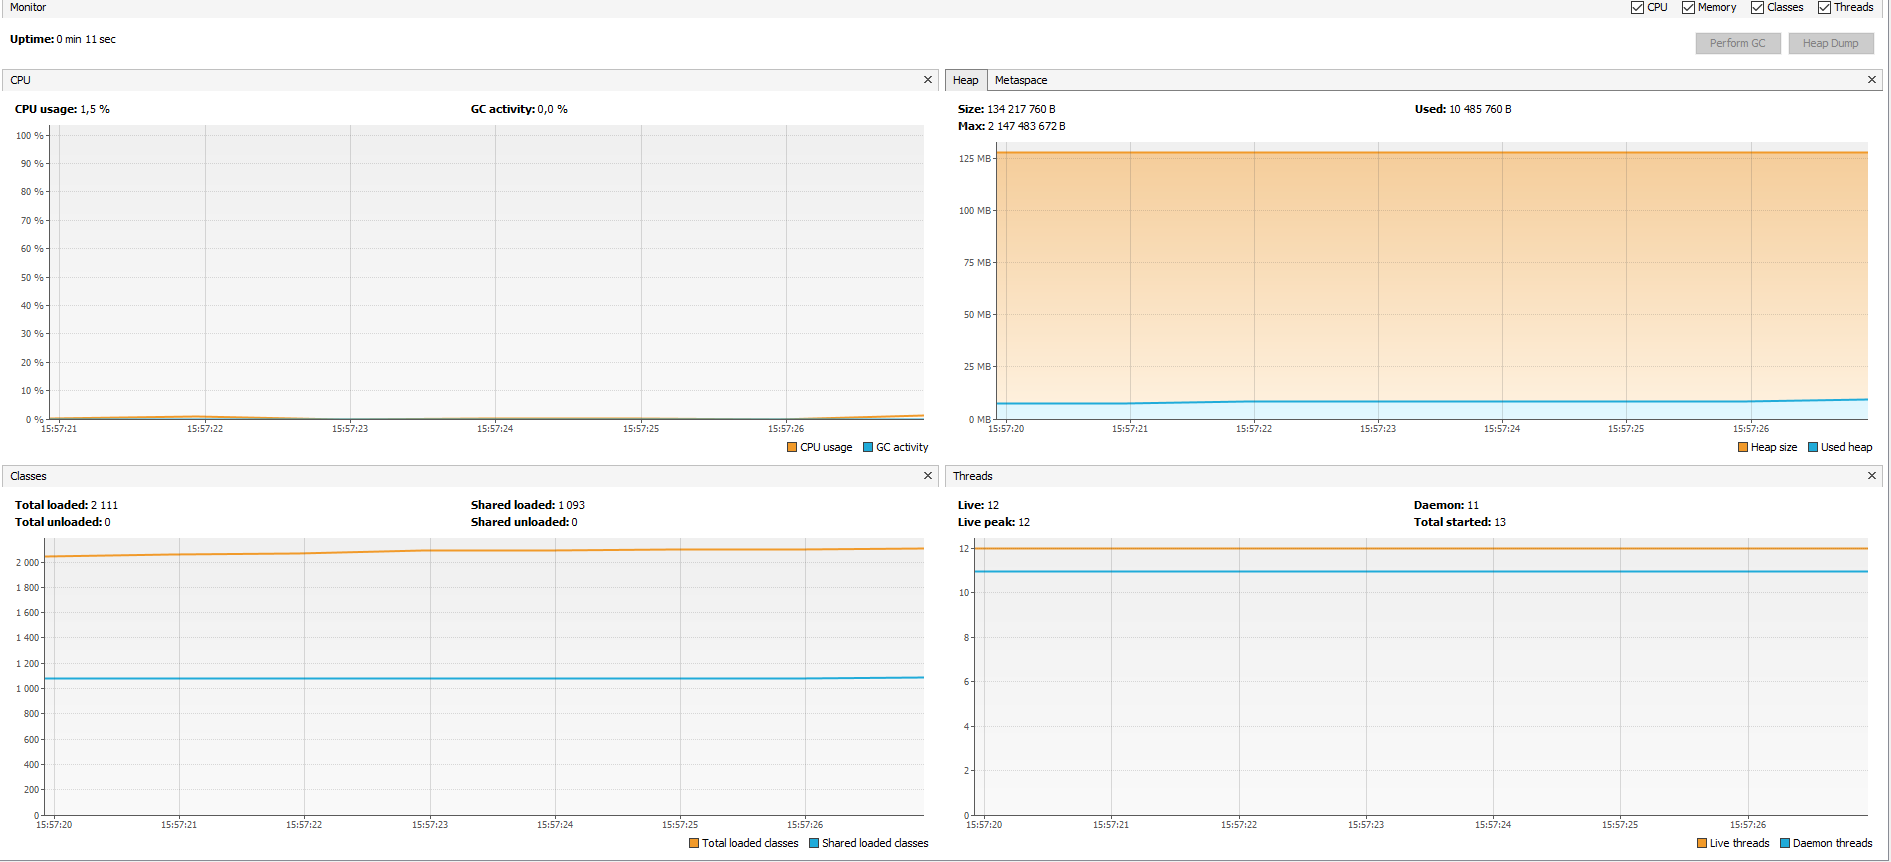 Monitor
CPU Memory Classes Threads
Uptime: 0 min 11 sec
Perform GC Heap Dump
CPU
CPU usage: 1,5 % GC activity: 0,0 %
100 %
90 %
80 %
70 %
60 %
50 %
40 %
30 %
20 %
10 %
0 %
15:57:21 15:57:22 15:57:23 15:57:24 15:57:25 15:57:26
CPU usage GC activity
Heap Metaspace
Size: 134 217 760 B Used: 10 485 760 B
Max: 2 147 483 672 B
125 MB
100 MB
75 MB
50 MB
25 MB
0 MB
15:57:20 15:57:21 15:57:22 15:57:23 15:57:24 15:57:25 15:57:26
Heap size Used heap
Classes
Total loaded: 2 111 Shared loaded: 1 093
Total unloaded: 0 Shared unloaded: 0
2 000
1 800
1 600
1 400
1 200
1 000
800
600
400
200
0
15:57:20 15:57:21 15:57:22 15:57:23 15:57:24 15:57:25 15:57:26
Total loaded classes Shared loaded classes
Threads
Live: 12 Daemon: 11
Live peak: 12 Total started: 13
12
10
8
6
4
2
0
15:57:20 15:57:21 15:57:22 15:57:23 15:57:24 15:57:25 15:57:26
Live threads Daemon threads